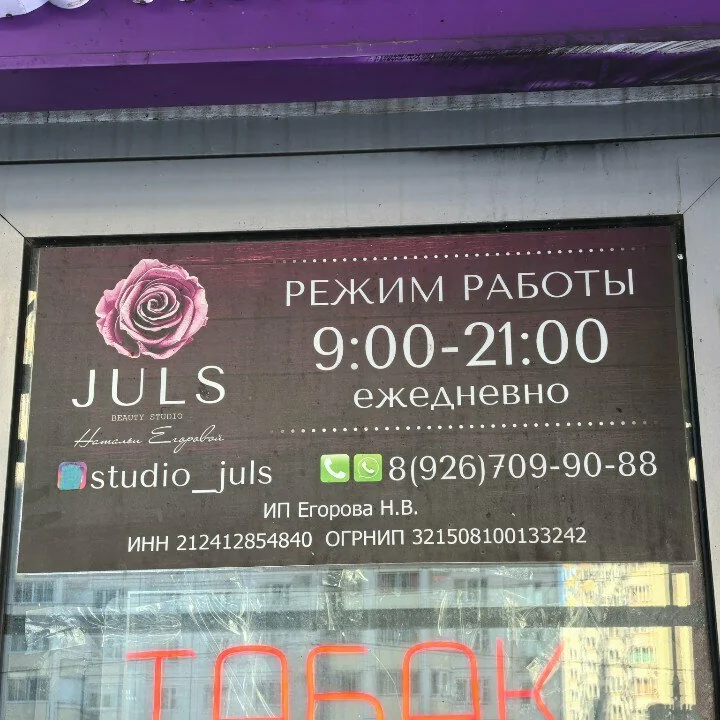 JULS
BEAUTY STUDIO
Натальи Егоровой
studio_juls
РЕЖИМ РАБОТЫ
9:00-21:00
ежедневно
8(926)709-90-88
ИП Егорова Н.В.
ИНН 212412854840 ОГРНИП 321508100133242
ТАБАК